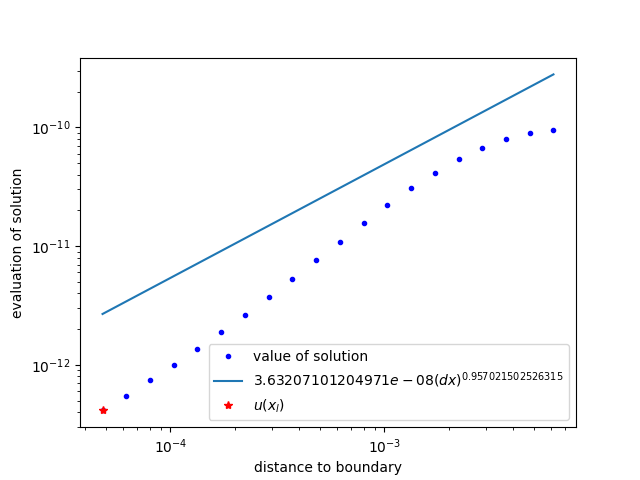 10⁻¹⁰
10⁻¹¹
10⁻¹²
evaluation of solution
value of solution
3.63207101204971e − 08(dx)^0.957021502526315
u(x_l)
10⁻⁴
10⁻³
distance to boundary